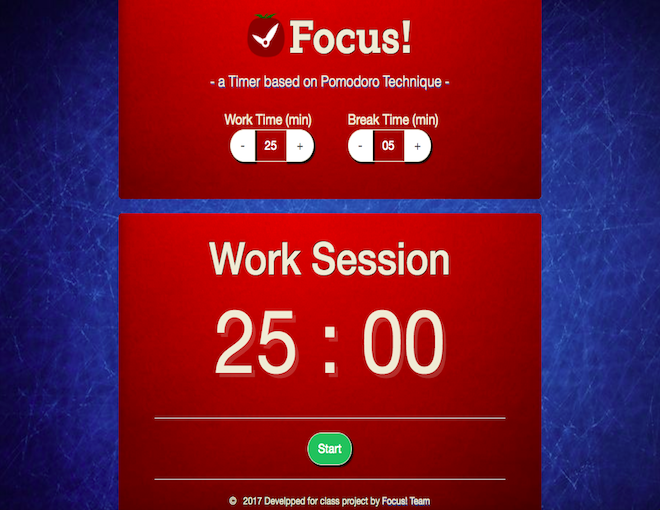 Focus!
- a Timer based on Pomodoro Technique -
Work Time (min) Break Time (min)
- 25 + - 05 +
Work Session
25 : 00
Start
© 2017 Develpped for class project by Focus! Team